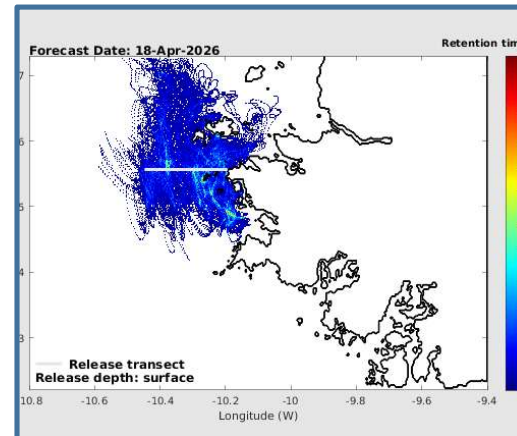 Retention tim
Forecast Date: 18-Apr-2026
7
6
5
4
3
Release transect
Release depth: surface
10.8 -10.6 -10.4 -10.2 -10 -9.8 -9.6 -9.4
Longitude (W)